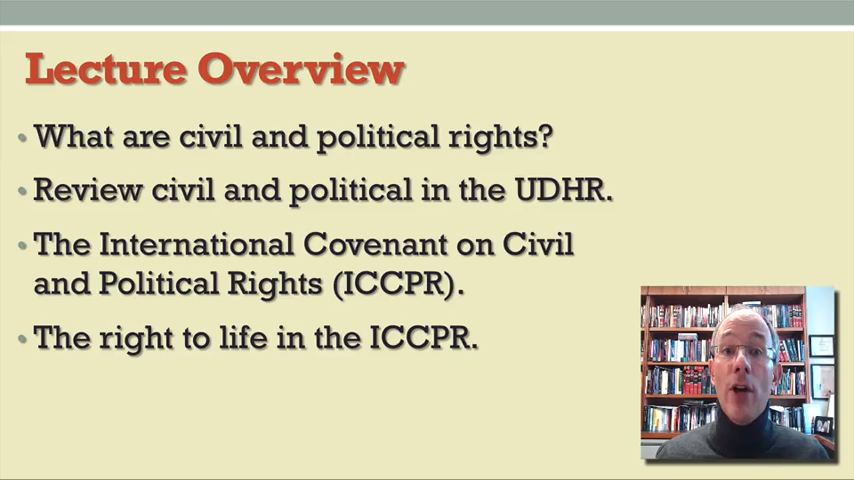 Lecture Overview
• What are civil and political rights?
• Review civil and political in the UDHR.
• The International Covenant on Civil
and Political Rights (ICCPR).
• The right to life in the ICCPR.